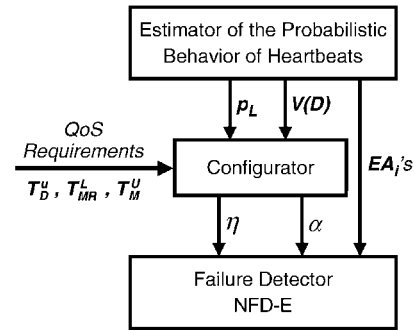 Estimator of the Probabilistic
Behavior of Heartbeats
p_L V(D)
QoS
Requirements
T_D^u , T_MR^L , T_M^U
Configurator
EA_i's
η α
Failure Detector
NFD-E